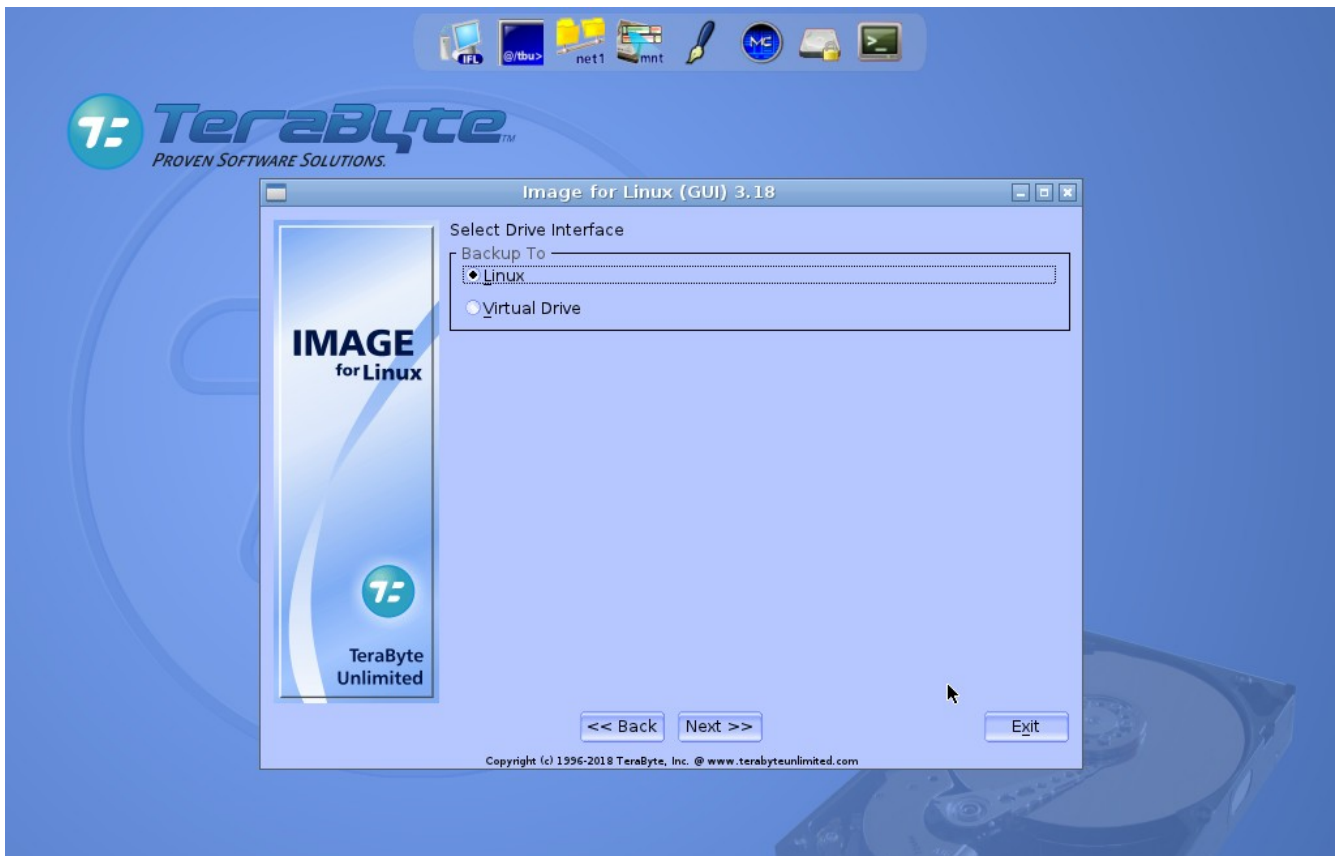 IFL
@/tbu>
net1
mnt
MC
>_
TeraByte™
PROVEN SOFTWARE SOLUTIONS.
Image for Linux (GUI) 3.18
Select Drive Interface
Backup To
Linux
Virtual Drive
IMAGE
for Linux
TeraByte
Unlimited
<< Back
Next >>
Exit
Copyright (c) 1996-2018 TeraByte, Inc. @ www.terabyteunlimited.com